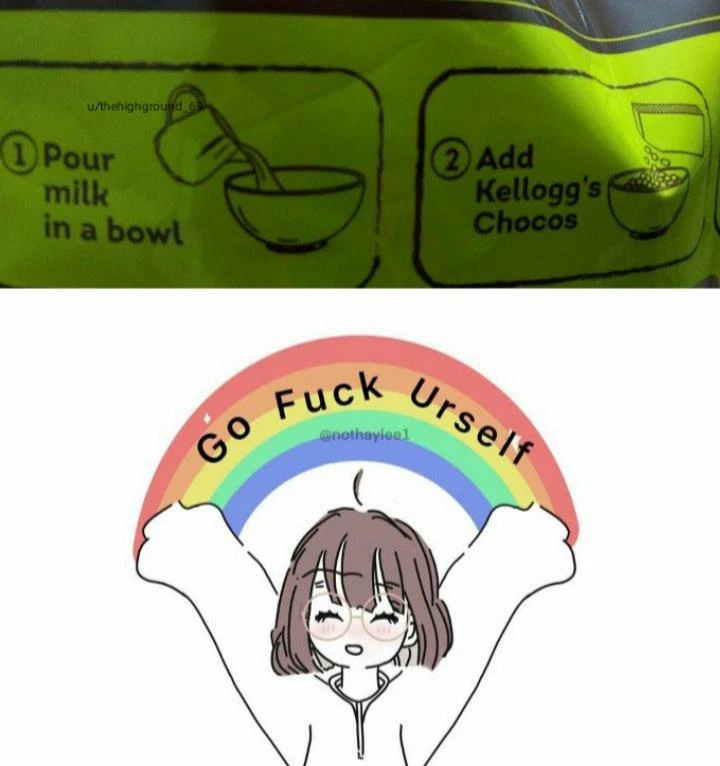 u/thehighground_69
1 Pour
milk
in a bowl
2 Add
Kellogg's
Chocos
Go Fuck Urself
@nothaylee1